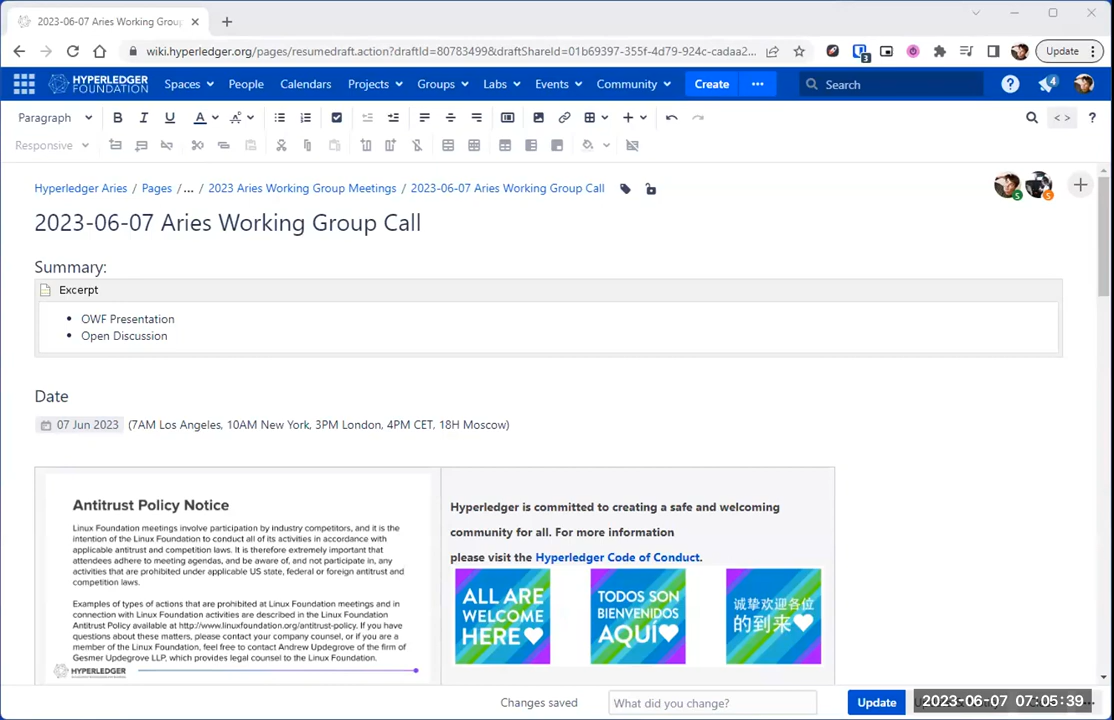 2023-06-07 Aries Working Group
wiki.hyperledger.org/pages/resumedraft.action?draftId=80783499&draftShareId=01b69397-355f-4d79-924c-cadaa2...
3
Update
HYPERLEDGER FOUNDATION
Spaces
People
Calendars
Projects
Groups
Labs
Events
Community
Create
Search
4
Paragraph
Responsive
Hyperledger Aries / Pages /... / 2023 Aries Working Group Meetings / 2023-06-07 Aries Working Group Call
S
S
2023-06-07 Aries Working Group Call
Summary:
Excerpt
• OWF Presentation
• Open Discussion
Date
07 Jun 2023 (7AM Los Angeles, 10AM New York, 3PM London, 4PM CET, 18H Moscow)
Antitrust Policy Notice
Linux Foundation meetings involve participation by industry competitors, and it is the
intention of the Linux Foundation to conduct all of its activities in accordance with
applicable antitrust and competition laws. It is therefore extremely important that
attendees adhere to meeting agendas, and be aware of, and not participate in, any
activities that are prohibited under applicable US state, federal or foreign antitrust and
competition laws.
Examples of types of actions that are prohibited at Linux Foundation meetings and in
connection with Linux Foundation activities are described in the Linux Foundation
Antitrust Policy available at http://www.linuxfoundation.org/antitrust-policy. If you have
questions about these matters, please contact your company counsel, or if you are a
member of the Linux Foundation, feel free to contact Andrew Updegrove of the firm of
Gesmer Updegrove LLP, which provides legal counsel to the Linux Foundation.
HYPERLEDGER
Hyperledger is committed to creating a safe and welcoming
community for all. For more information
please visit the Hyperledger Code of Conduct.
ALL ARE
WELCOME
HERE
TODOS SON
BIENVENIDOS
AQUÍ
诚挚欢迎各位
的到来
Changes saved
What did you change?
Update
2023-06-07 07:05:39